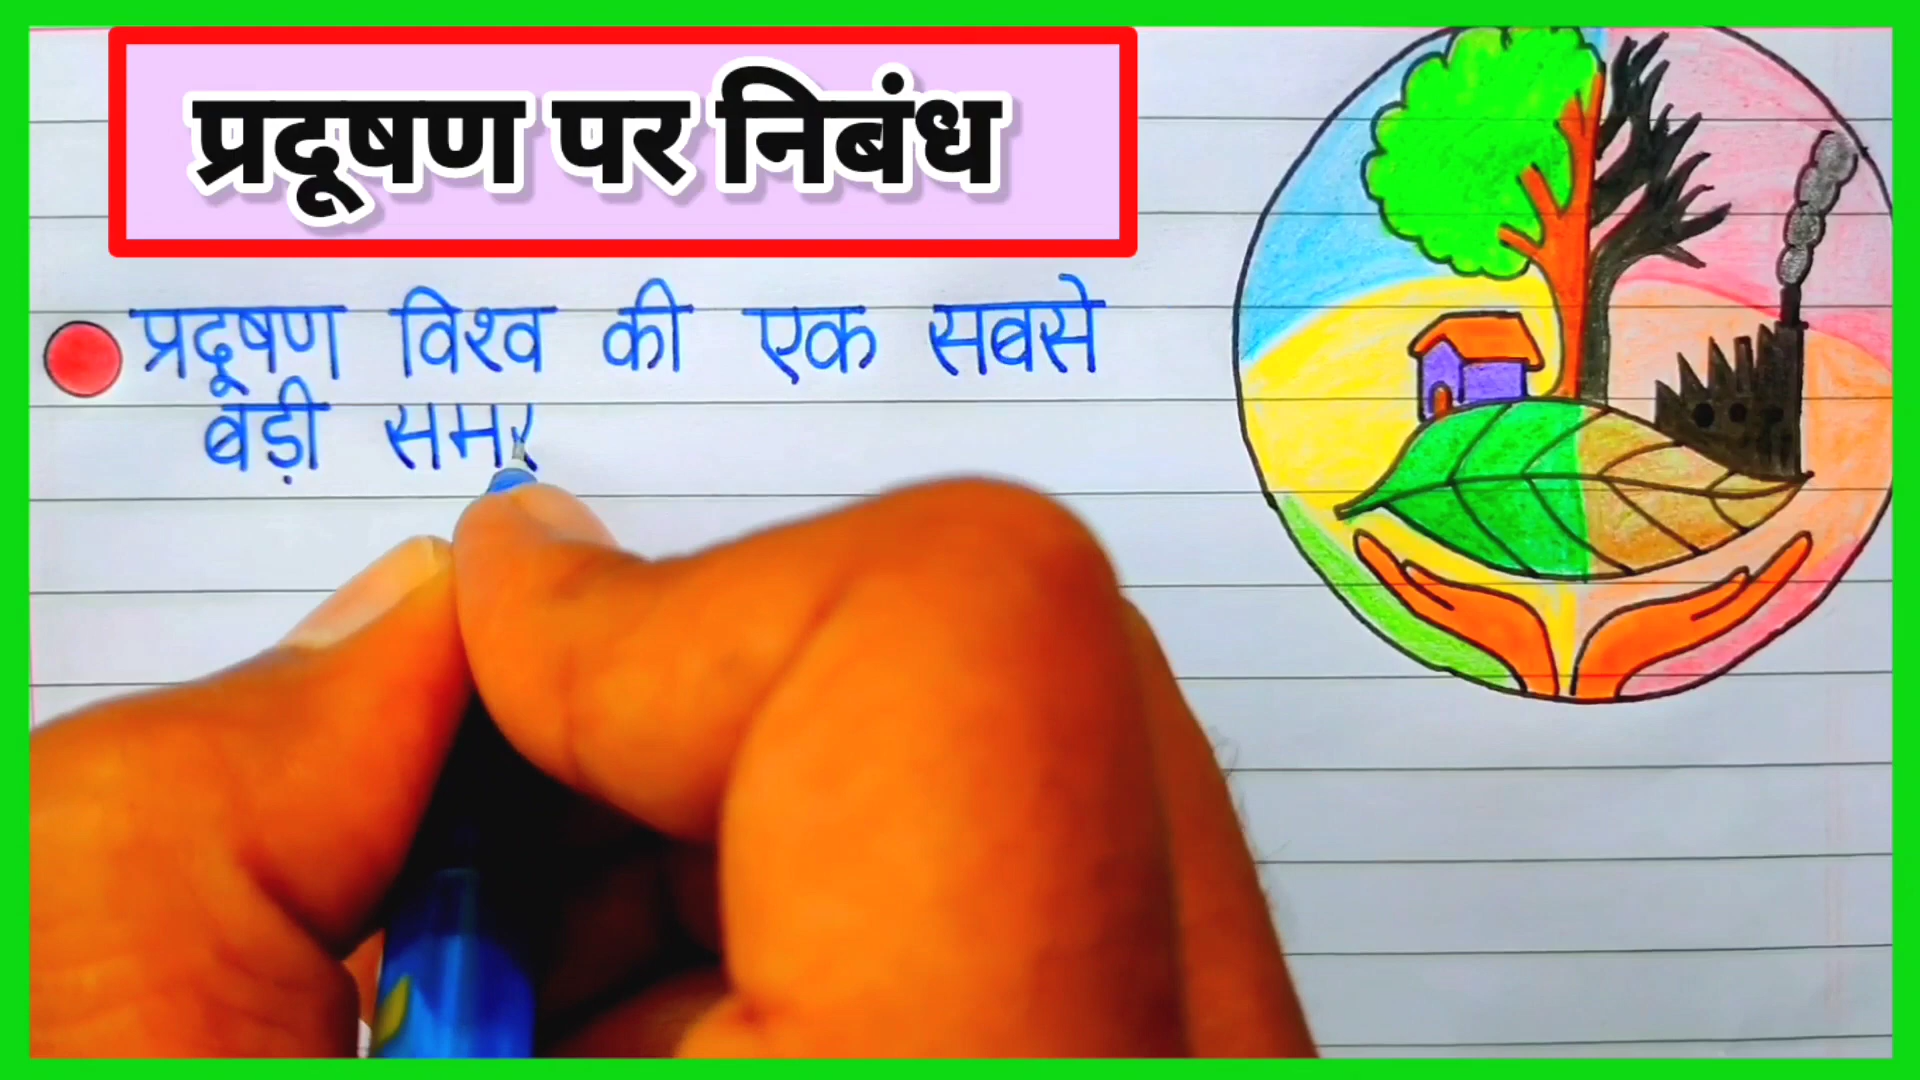 प्रदूषण पर निबंध
प्रदूषण विश्व की एक सबसे
बड़ी